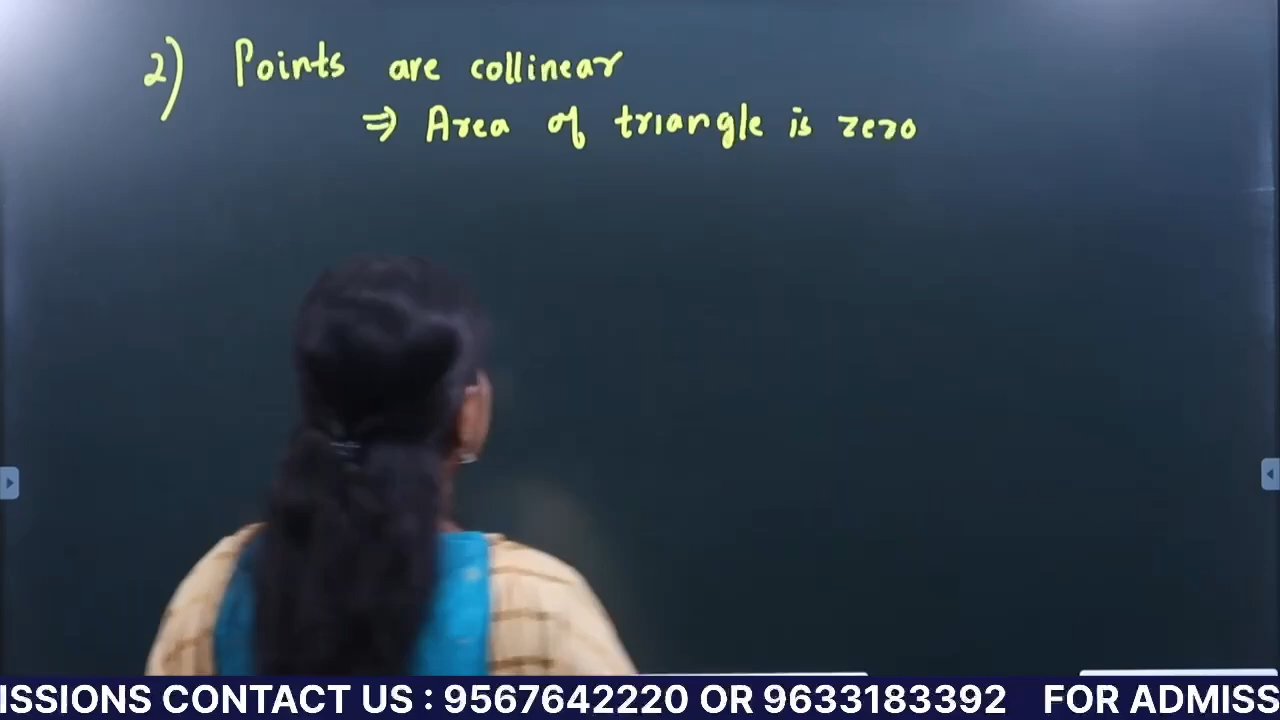 2) Points are collinear
⇒ Area of triangle is zero
ISSIONS CONTACT US : 9567642220 OR 9633183392 FOR ADMISS